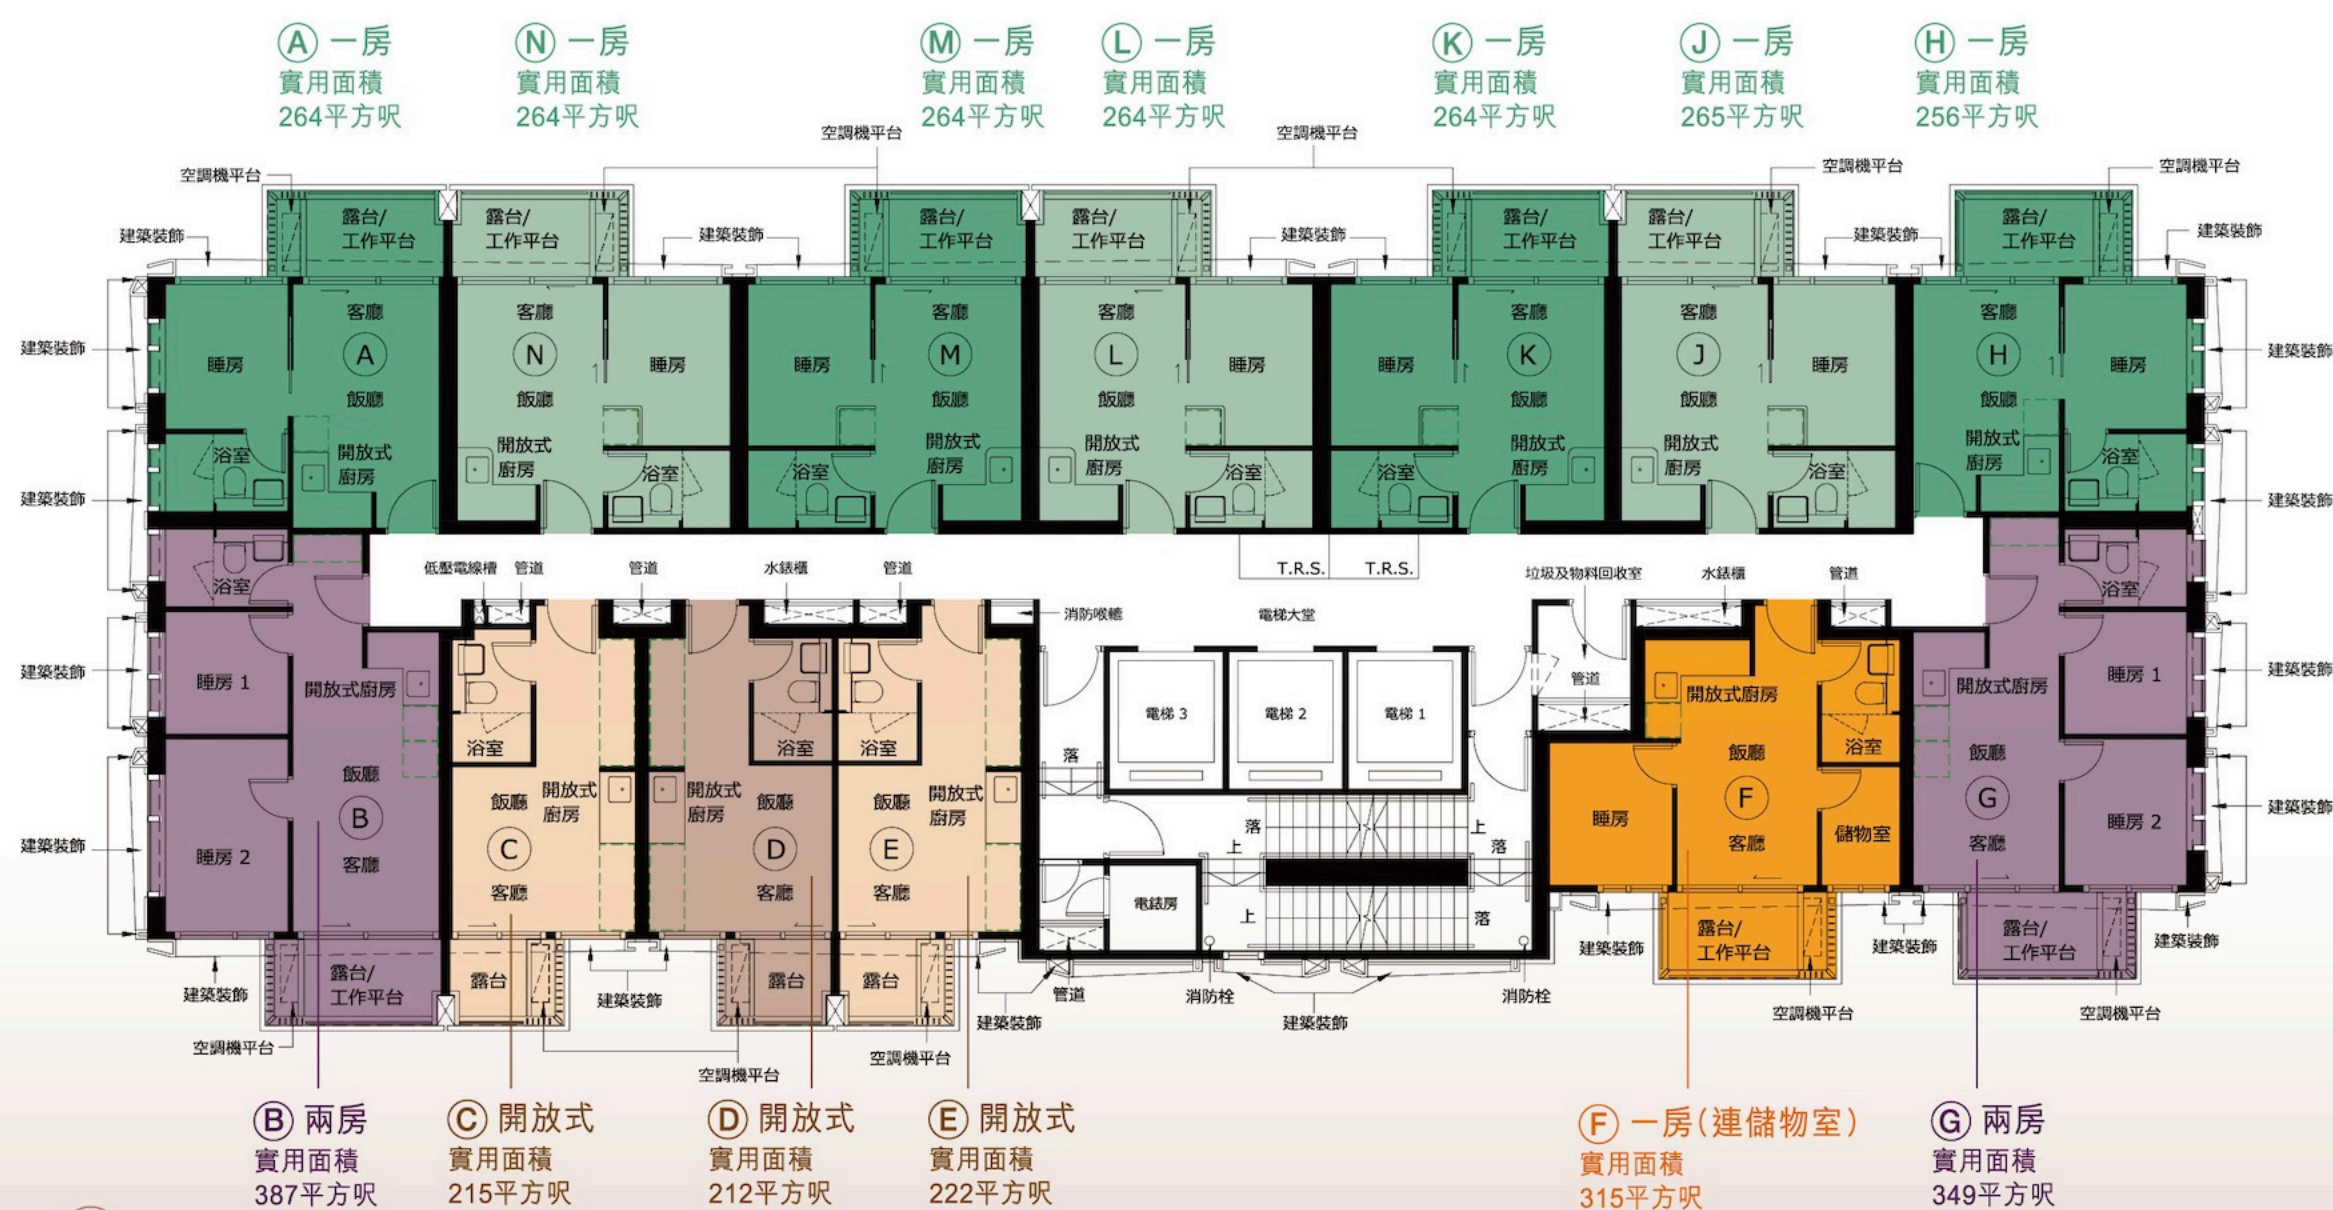 A 一房
實用面積
264平方呎
N 一房
實用面積
264平方呎
M 一房
實用面積
264平方呎
L 一房
實用面積
264平方呎
K 一房
實用面積
264平方呎
J 一房
實用面積
265平方呎
H 一房
實用面積
256平方呎
空調機平台
空調機平台
空調機平台
空調機平台
空調機平台
建築裝飾
建築裝飾
建築裝飾
建築裝飾
建築裝飾
露台/
工作平台
露台/
工作平台
露台/
工作平台
露台/
工作平台
露台/
工作平台
露台/
工作平台
露台/
工作平台
建築裝飾
睡房
客廳
A
飯廳
開放式
廚房
浴室
客廳
N
飯廳
開放式
廚房
睡房
浴室
睡房
客廳
M
飯廳
開放式
廚房
浴室
客廳
L
飯廳
開放式
廚房
睡房
浴室
睡房
客廳
K
飯廳
開放式
廚房
浴室
客廳
J
飯廳
開放式
廚房
睡房
浴室
客廳
H
飯廳
開放式
廚房
睡房
浴室
建築裝飾
建築裝飾
建築裝飾
建築裝飾
建築裝飾
建築裝飾
建築裝飾
建築裝飾
低壓電線槽
管道
管道
水錶櫃
管道
消防喉轆
T.R.S.
T.R.S.
電梯大堂
垃圾及物料回收室
水錶櫃
管道
浴室
睡房 1
睡房 2
開放式廚房
飯廳
B
客廳
露台/
工作平台
浴室
飯廳
開放式
廚房
C
客廳
露台
浴室
開放式
廚房
飯廳
D
客廳
露台
浴室
飯廳
開放式
廚房
E
客廳
露台
電梯 3
電梯 2
電梯 1
管道
落
落
上
上
落
上
落
電錶房
管道
消防栓
消防栓
建築裝飾
開放式廚房
飯廳
F
客廳
睡房
浴室
儲物室
露台/
工作平台
浴室
睡房 1
睡房 2
開放式廚房
飯廳
G
客廳
露台/
工作平台
建築裝飾
建築裝飾
建築裝飾
建築裝飾
建築裝飾
建築裝飾
空調機平台
空調機平台
空調機平台
空調機平台
空調機平台
B 兩房
實用面積
387平方呎
C 開放式
實用面積
215平方呎
D 開放式
實用面積
212平方呎
E 開放式
實用面積
222平方呎
F 一房(連儲物室)
實用面積
315平方呎
G 兩房
實用面積
349平方呎